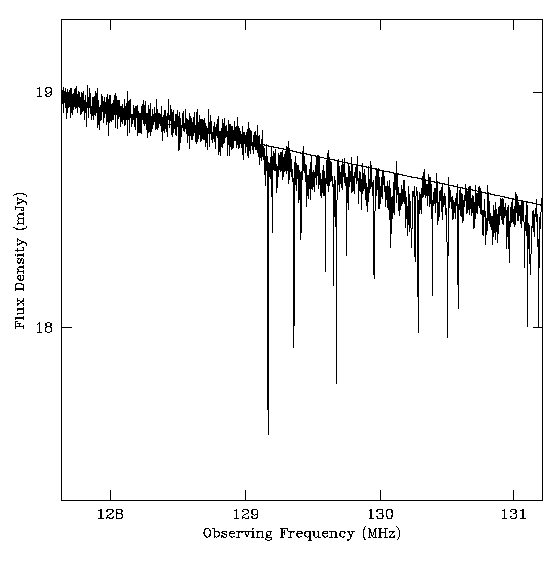 19
Flux Density (mJy)
18
128 129 130 131
Observing Frequency (MHz)